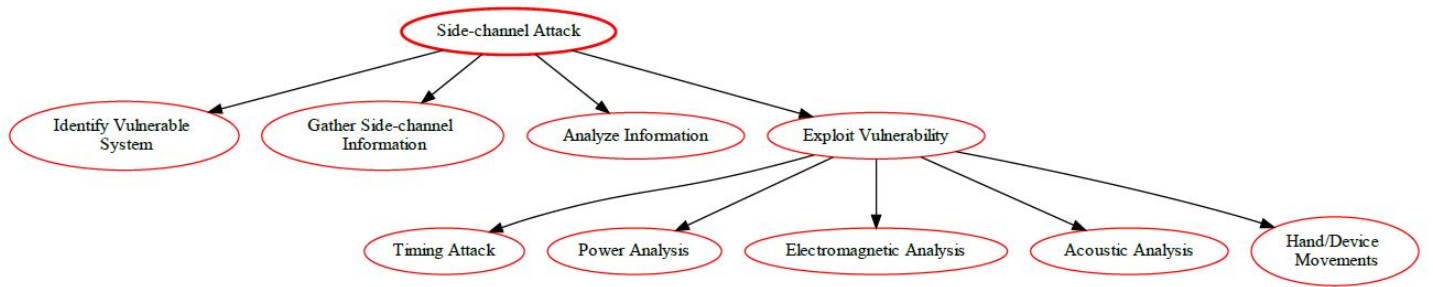 Side-channel Attack
Identify Vulnerable
System
Gather Side-channel
Information
Analyze Information
Exploit Vulnerability
Timing Attack
Power Analysis
Electromagnetic Analysis
Acoustic Analysis
Hand/Device
Movements